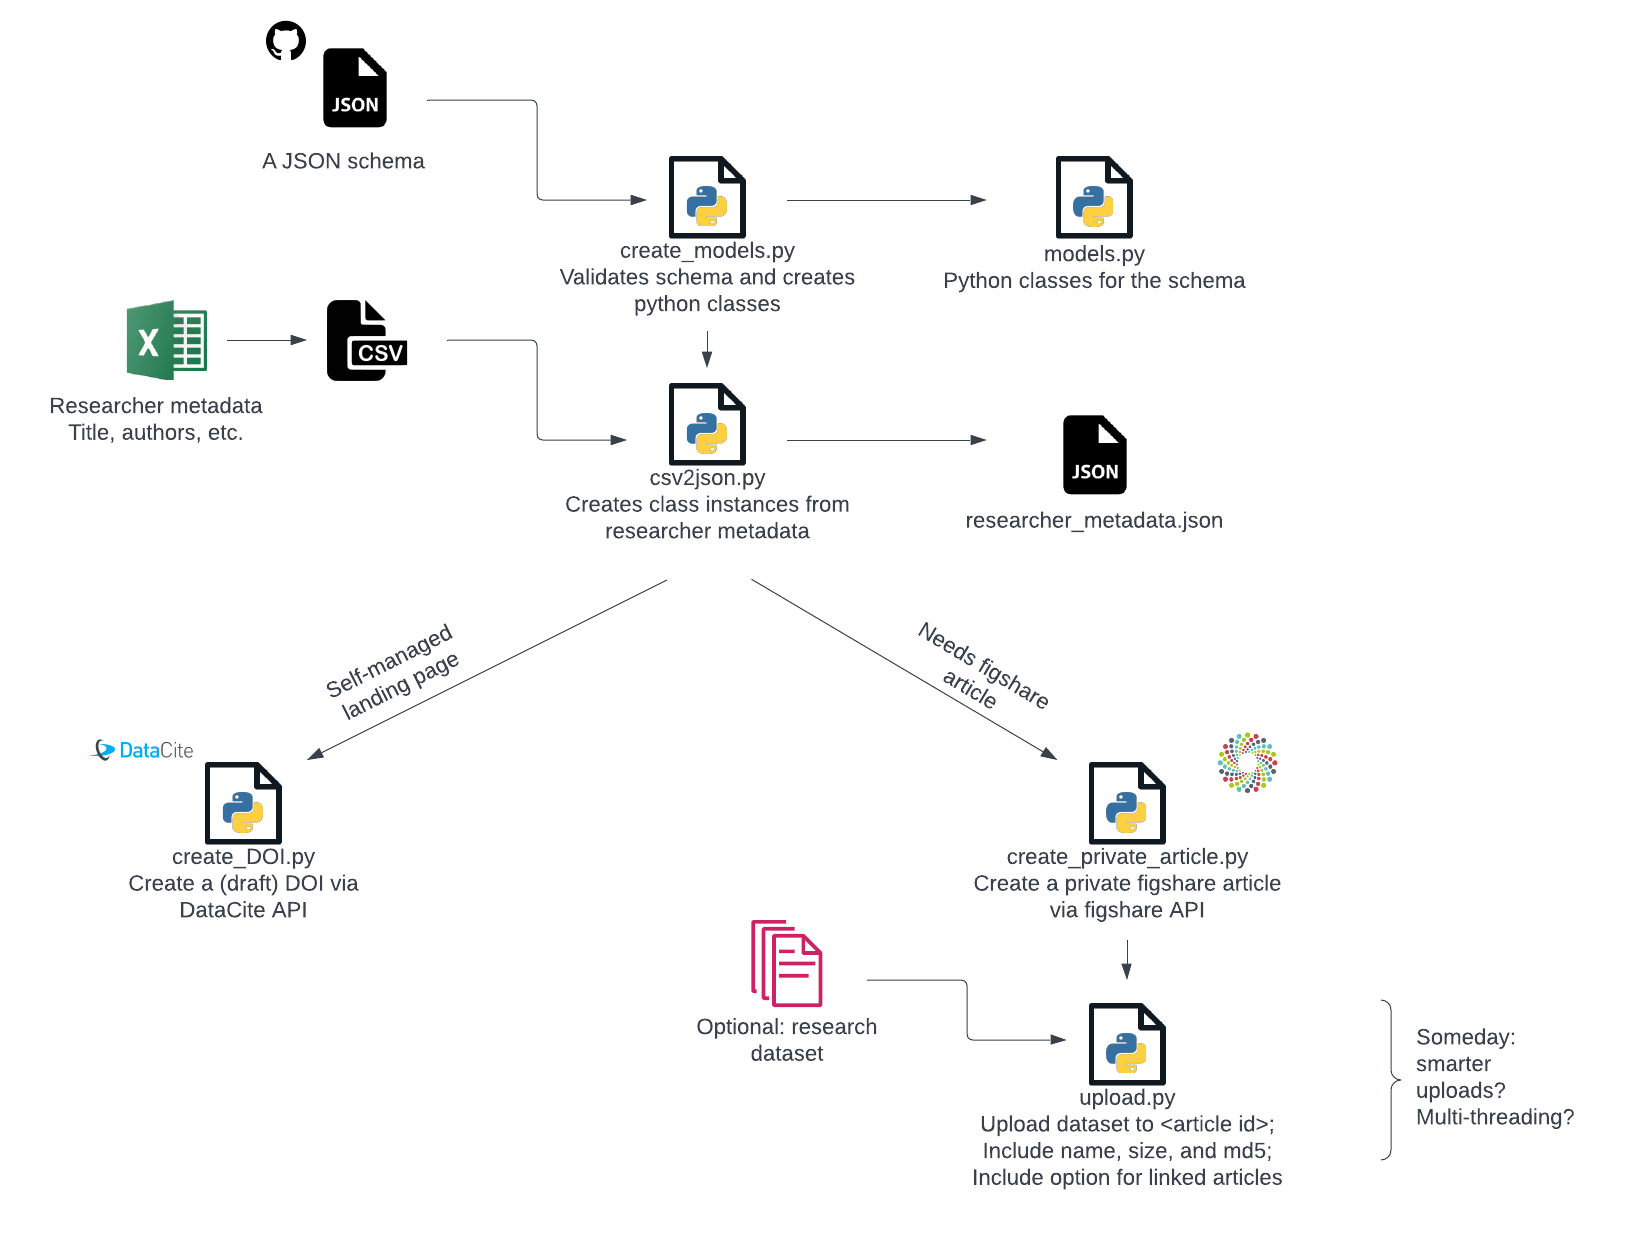 JSON
A JSON schema
create_models.py
Validates schema and creates
python classes
models.py
Python classes for the schema
X
CSV
Researcher metadata
Title, authors, etc.
csv2json.py
Creates class instances from
researcher metadata
JSON
researcher_metadata.json
Self-managed
landing page
Needs figshare
article
DataCite
create_DOI.py
Create a (draft) DOI via
DataCite API
create_private_article.py
Create a private figshare article
via figshare API
Optional: research
dataset
upload.py
Upload dataset to <article id>;
Include name, size, and md5;
Include option for linked articles
Someday:
smarter
uploads?
Multi-threading?